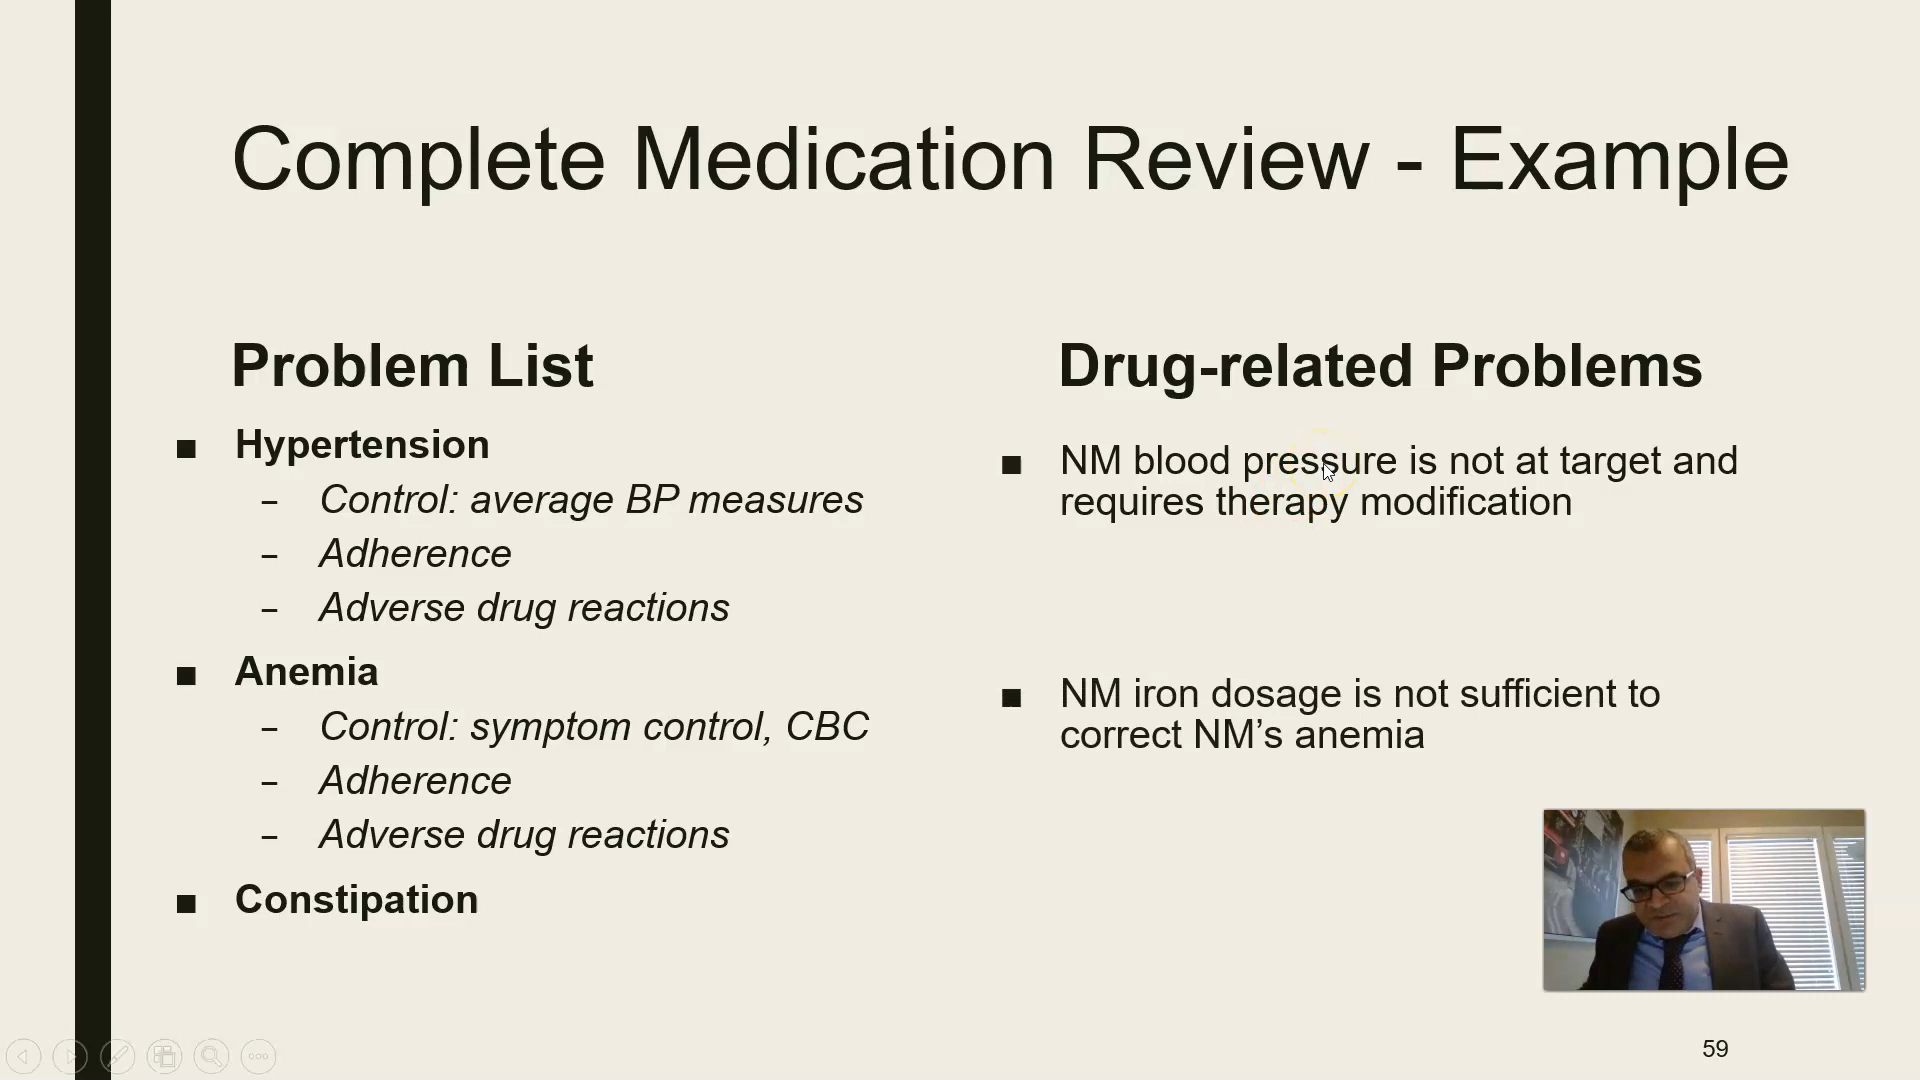 Complete Medication Review - Example
Problem List
■ Hypertension
– Control: average BP measures
– Adherence
– Adverse drug reactions
■ Anemia
– Control: symptom control, CBC
– Adherence
– Adverse drug reactions
■ Constipation
Drug-related Problems
■ NM blood pressure is not at target and
requires therapy modification
■ NM iron dosage is not sufficient to
correct NM’s anemia
59